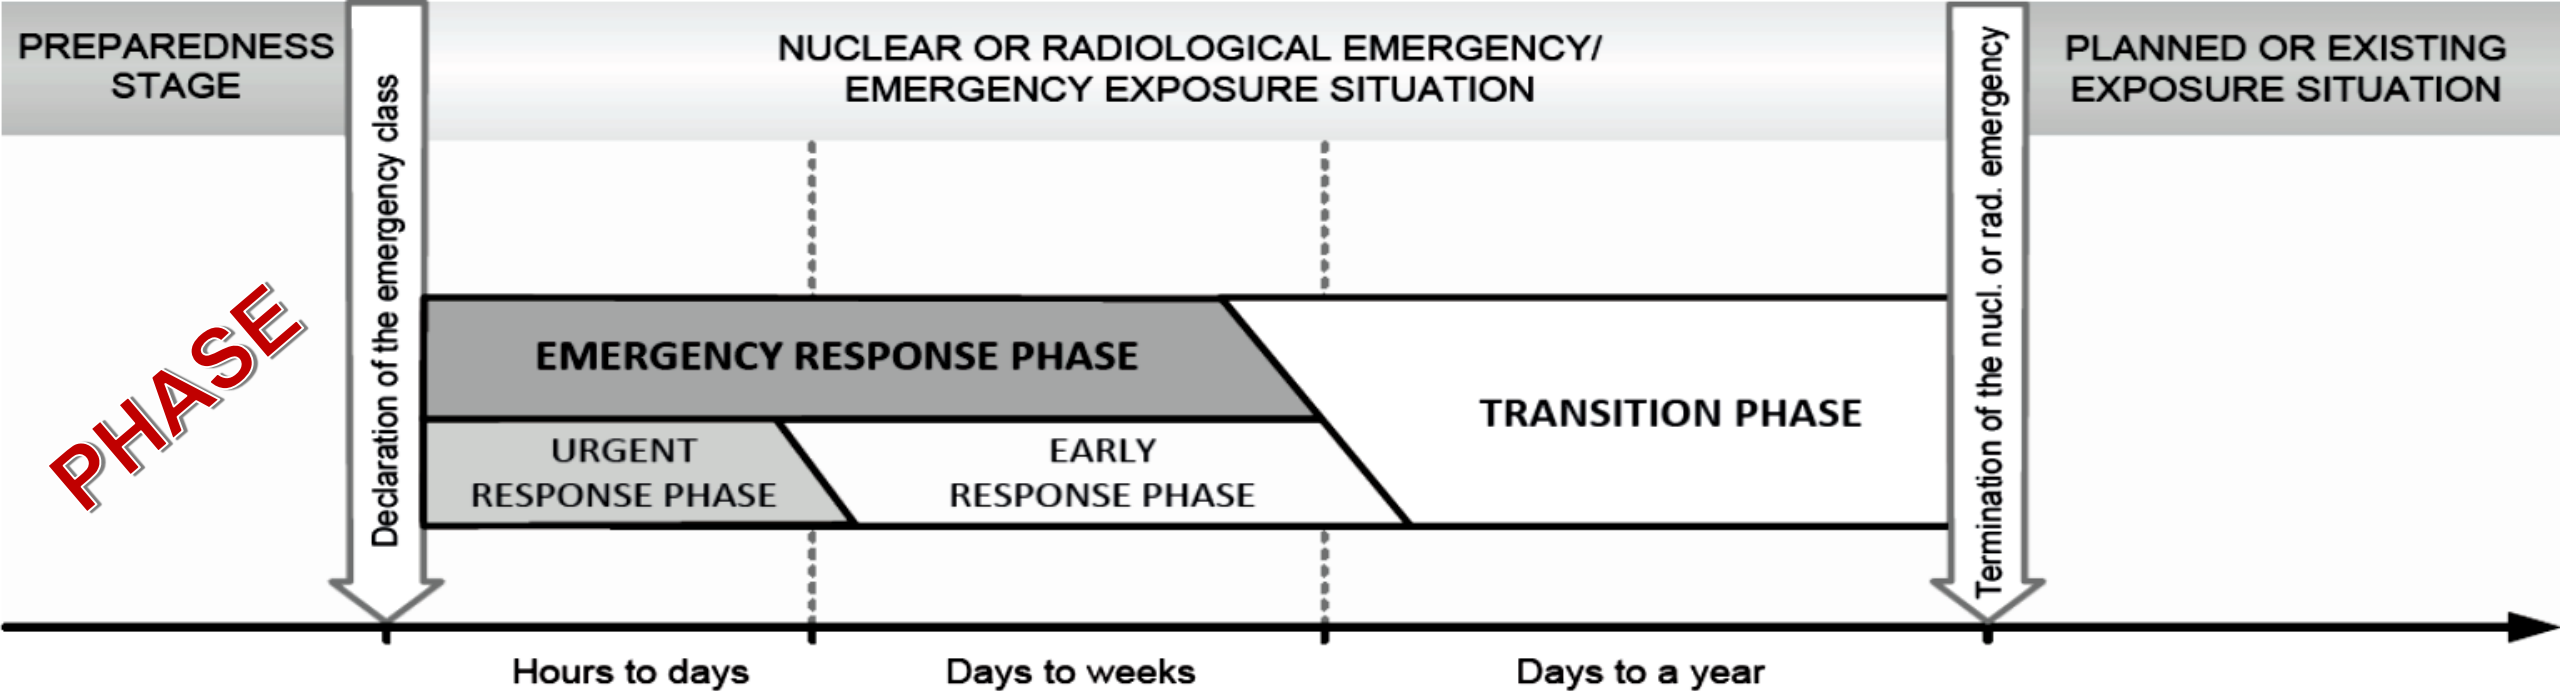 PREPAREDNESS
STAGE
Declaration of the emergency class
NUCLEAR OR RADIOLOGICAL EMERGENCY/
EMERGENCY EXPOSURE SITUATION
Termination of the nucl. or rad. emergency
PLANNED OR EXISTING
EXPOSURE SITUATION
PHASE
EMERGENCY RESPONSE PHASE
URGENT
RESPONSE PHASE
EARLY
RESPONSE PHASE
TRANSITION PHASE
Hours to days
Days to weeks
Days to a year